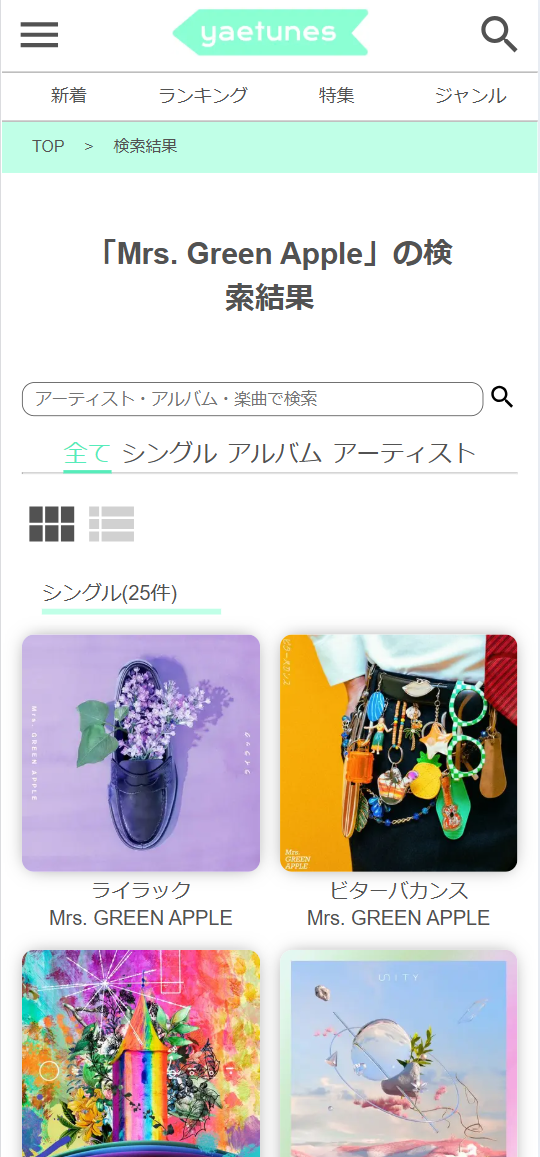 yaetunes
新着 ランキング 特集 ジャンル
TOP > 検索結果
「Mrs. Green Apple」の検
索結果
アーティスト・アルバム・楽曲で検索
全て シングル アルバム アーティスト
シングル(25件)
Mrs. GREEN APPLE
ライラック
ビターバカンス
Mrs.
GREEN
APPLE
ライラック
Mrs. GREEN APPLE
ビターバカンス
Mrs. GREEN APPLE
UNITY